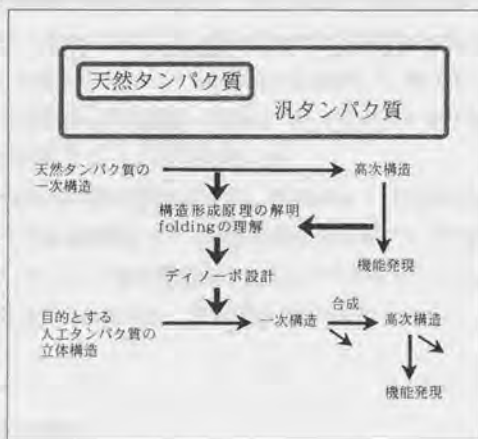 天然タンパク質
汎タンパク質
天然タンパク質の
一次構造
高次構造
構造形成原理の解明
foldingの理解
機能発現
ディノーボ設計
目的とする
人工タンパク質の
立体構造
一次構造
合成
高次構造
機能発現